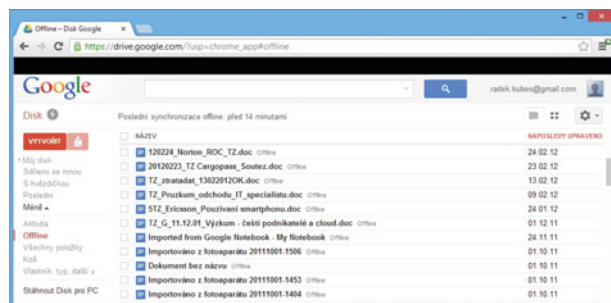 Offline – Disk Google
https://drive.google.com/?usp=chrome_app#offline
Google
radek.kubes@gmail.com
Disk
Poslední synchronizace offline: před 14 minutami
VYTVOŘIT
NÁZEV NAPOSLEDY UPRAVENO
120224_Norton_ROC_TZ.doc Offline 24.02.12
Můj disk
20120223_TZ Cargopass_Soutez.doc Offline 23.02.12
Sdíleno se mnou
TZ_ztratadat_13022012OK.doc Offline 13.02.12
S hvězdičkou
TZ_Pruzkum_odchodu_IT_specialistu.doc Offline 09.02.12
Poslední
STZ_Ericsson_Pouzivani smartphonu.doc Offline 24.01.12
Méně
TZ_G_11.12.01_Výzkum - čeští podnikatelé a cloud.doc Offline 01.12.11
Aktivita
Imported from Google Notebook - My Notebook Offline 24.11.11
Offline
Importováno z fotoaparátu 20111001-1506 Offline 01.10.11
Všechny položky
Dokument bez názvu Offline 01.10.11
Koš
Importováno z fotoaparátu 20111001-1453 Offline 01.10.11
Vlastník, typ, další
Importováno z fotoaparátu 20111001-1404 Offline 01.10.11
Stáhnout Disk pro PC